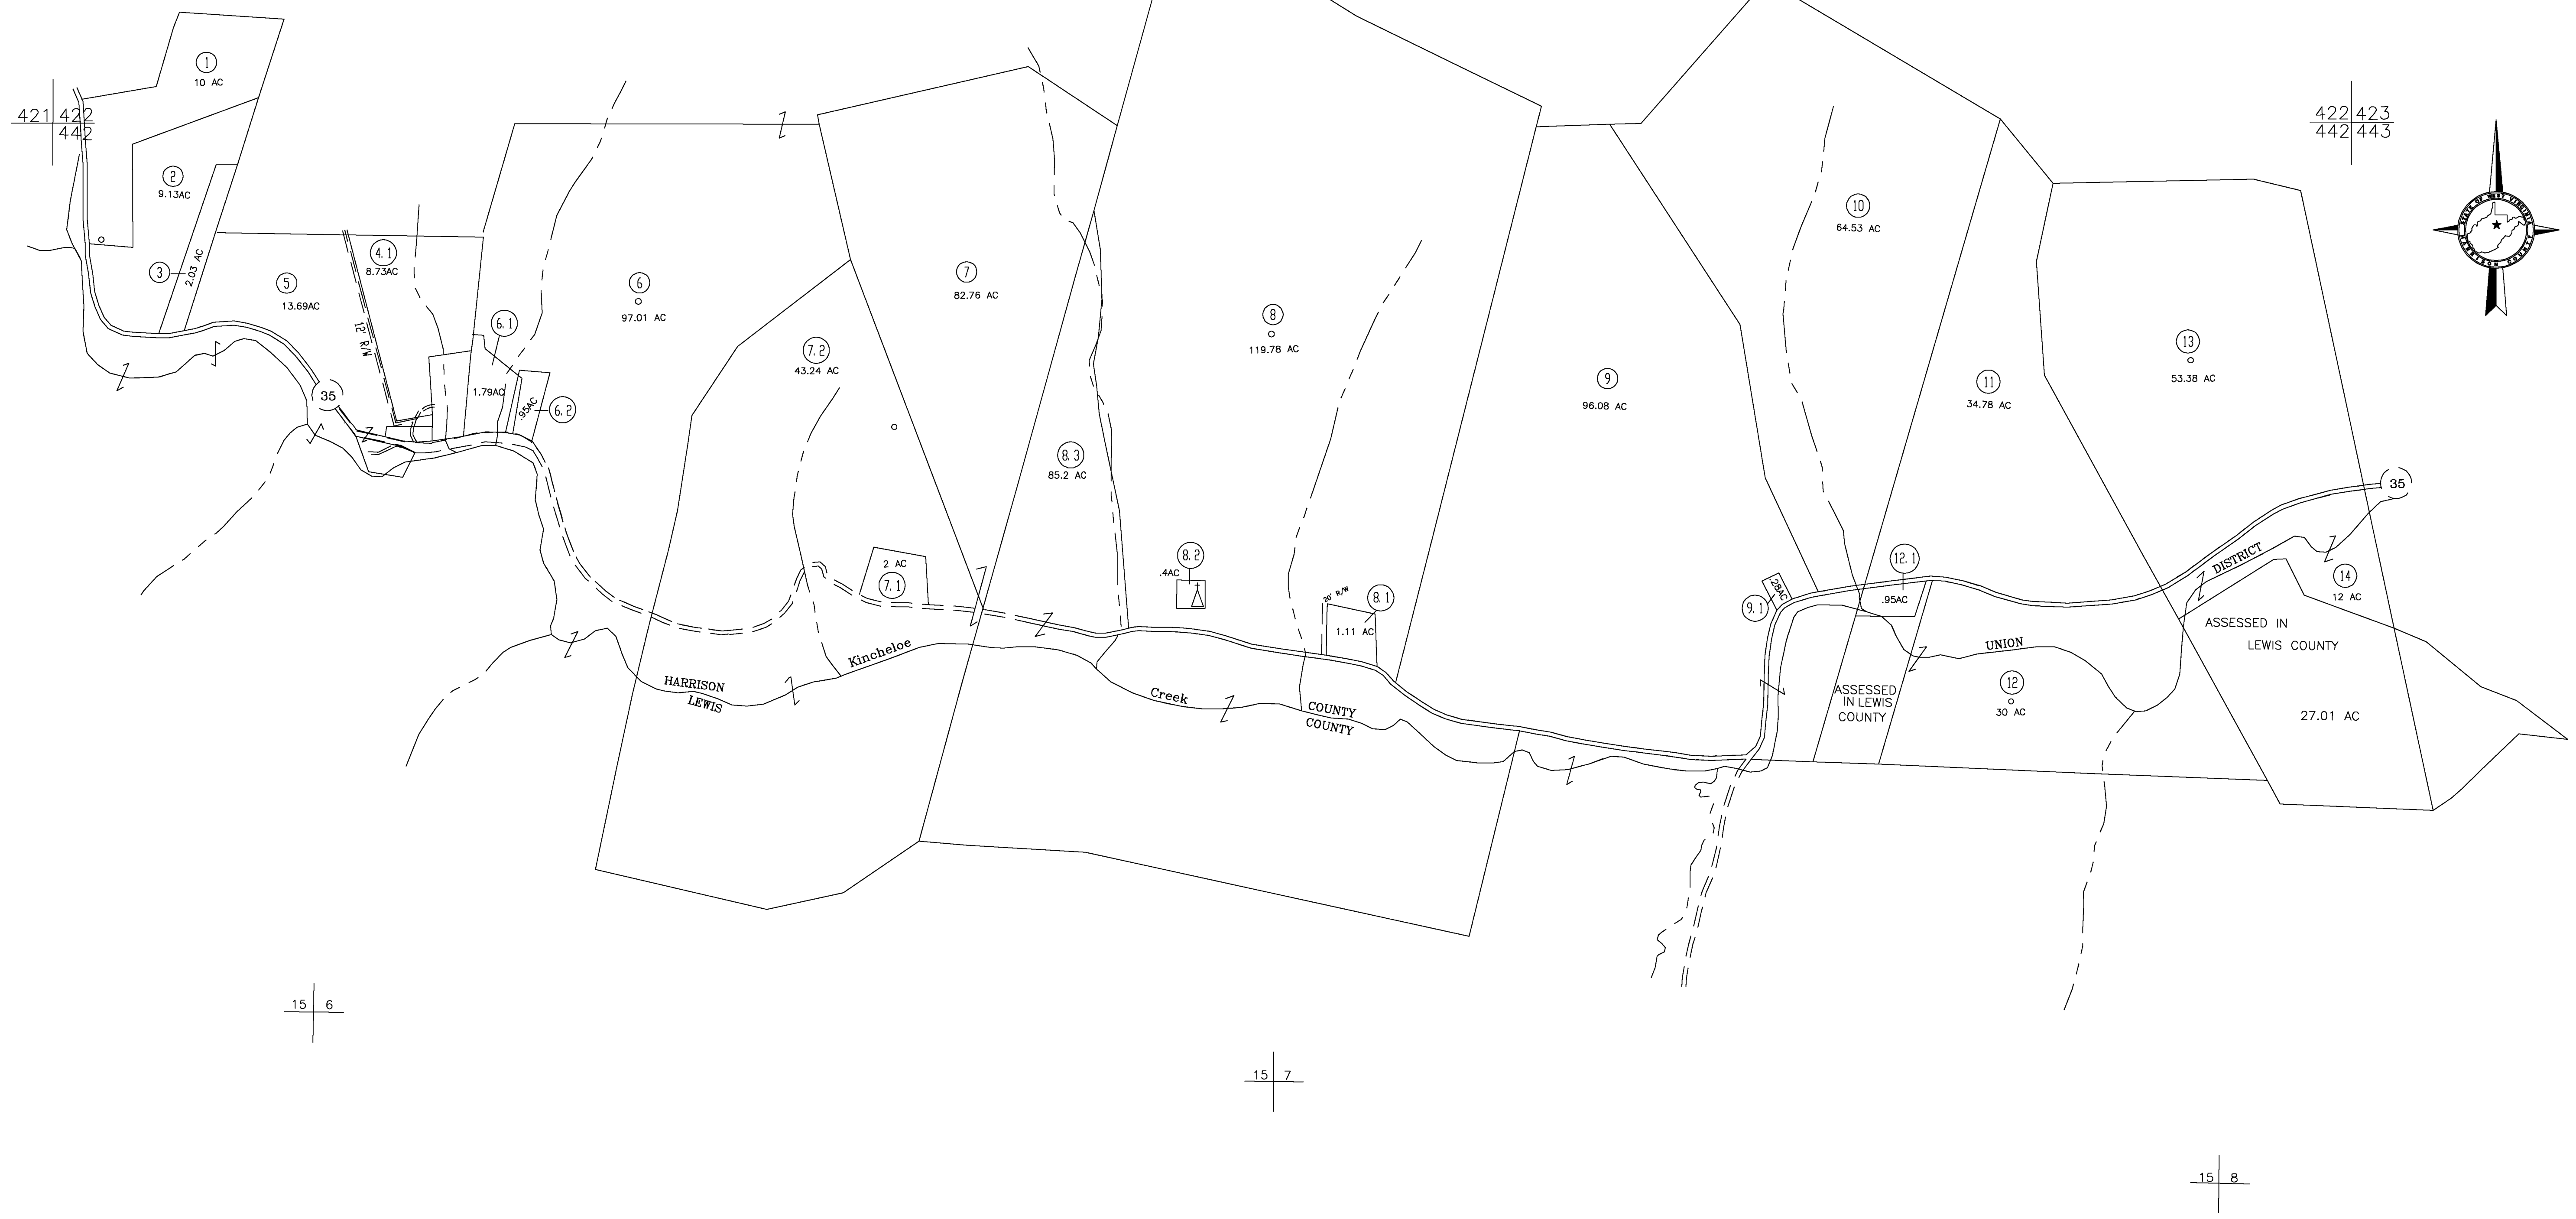 1
10 AC
421 422
442
422 423
442 443
2
9.13AC
3
2.03 AC
4.1
8.73AC
5
13.69AC
12' R/W
35
6
97.01 AC
6.1
1.79AC
6.2
.95AC
7
82.76 AC
7.2
43.24 AC
2 AC
7.1
8
119.78 AC
8.3
85.2 AC
8.2
.4AC
20' R/W
8.1
1.11 AC
9
96.08 AC
9.1
.28AC
10
64.53 AC
11
34.78 AC
12.1
.95AC
13
53.38 AC
35
DISTRICT
UNION
14
12 AC
ASSESSED IN
LEWIS COUNTY
27.01 AC
12
30 AC
ASSESSED
IN LEWIS
COUNTY
Kincheloe
Creek
HARRISON
LEWIS
COUNTY
COUNTY
STATE OF WEST VIRGINIA
15 6
15 7
15 8